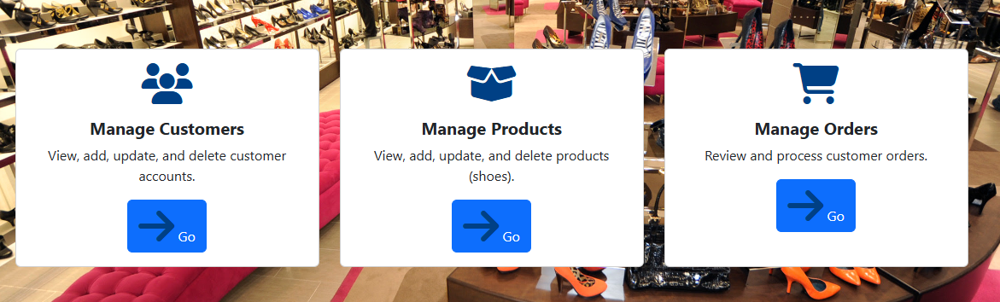 Manage Customers
View, add, update, and delete customer
accounts.
Go
Manage Products
View, add, update, and delete products
(shoes).
Go
Manage Orders
Review and process customer orders.
Go